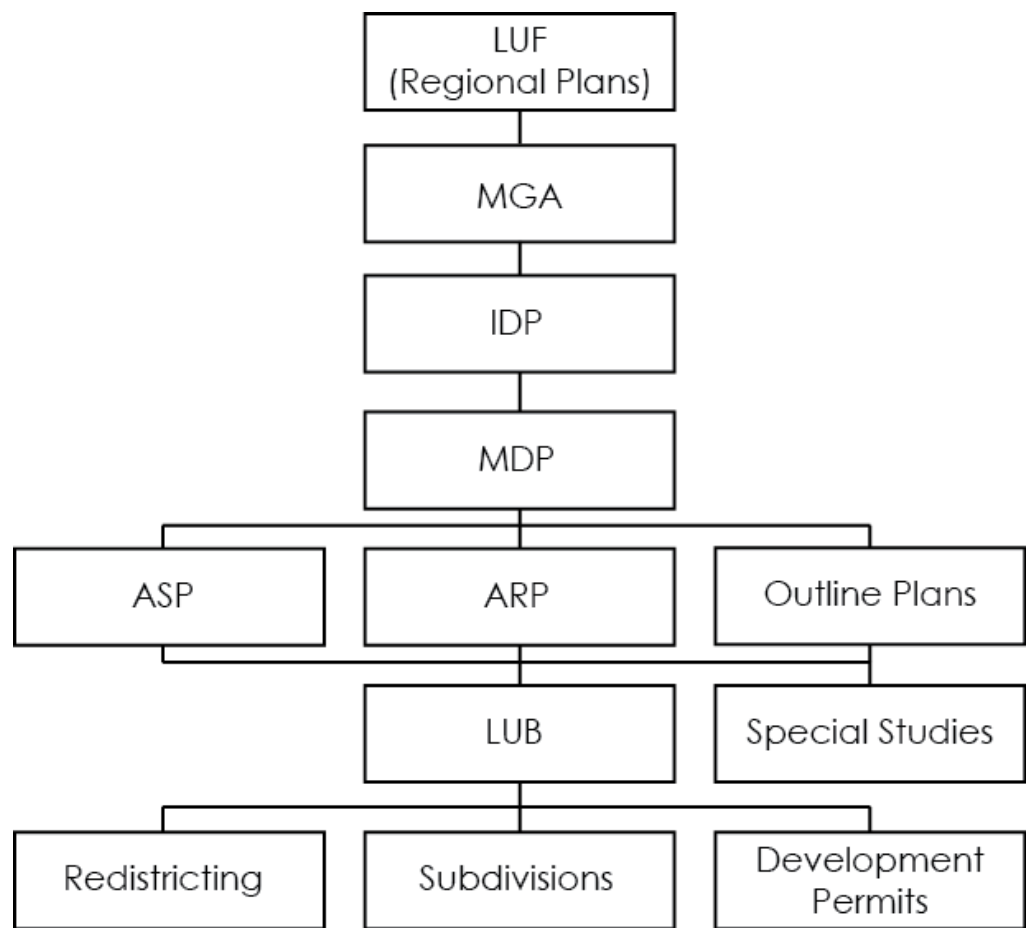 LUF
(Regional Plans)
MGA
IDP
MDP
ASP
ARP
Outline Plans
LUB
Special Studies
Redistricting
Subdivisions
Development
Permits